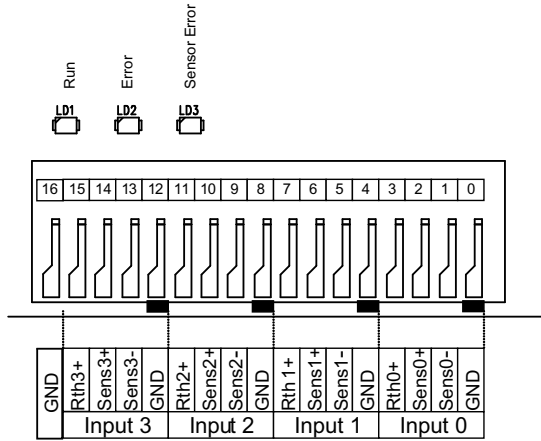 Run
Error
Sensor Error
LD1 LD2 LD3
16 15 14 13 12 11 10 9 8 7 6 5 4 3 2 1 0
GND Rth3+ Sens3+ Sens3- GND Rth2+ Sens2+ Sens2- GND Rth1+ Sens1+ Sens1- GND Rth0+ Sens0+ Sens0- GND
Input 3 Input 2 Input 1 Input 0